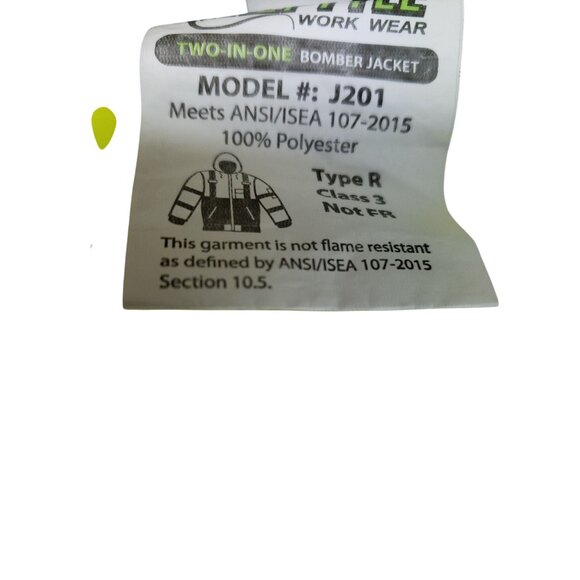 WORK WEAR
TWO-IN-ONE BOMBER JACKET
MODEL #: J201
Meets ANSI/ISEA 107-2015
100% Polyester
Type R
Class 3
Not FR
This garment is not flame resistant
as defined by ANSI/ISEA 107-2015
Section 10.5.